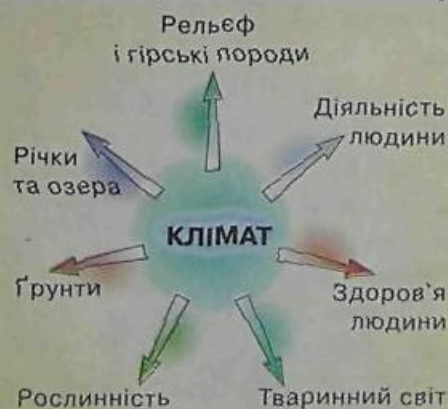 Рельєф
і гірські породи
Діяльність
людини
Річки
та озера
КЛІМАТ
Ґрунти
Здоров'я
людини
Рослинність
Тваринний світ